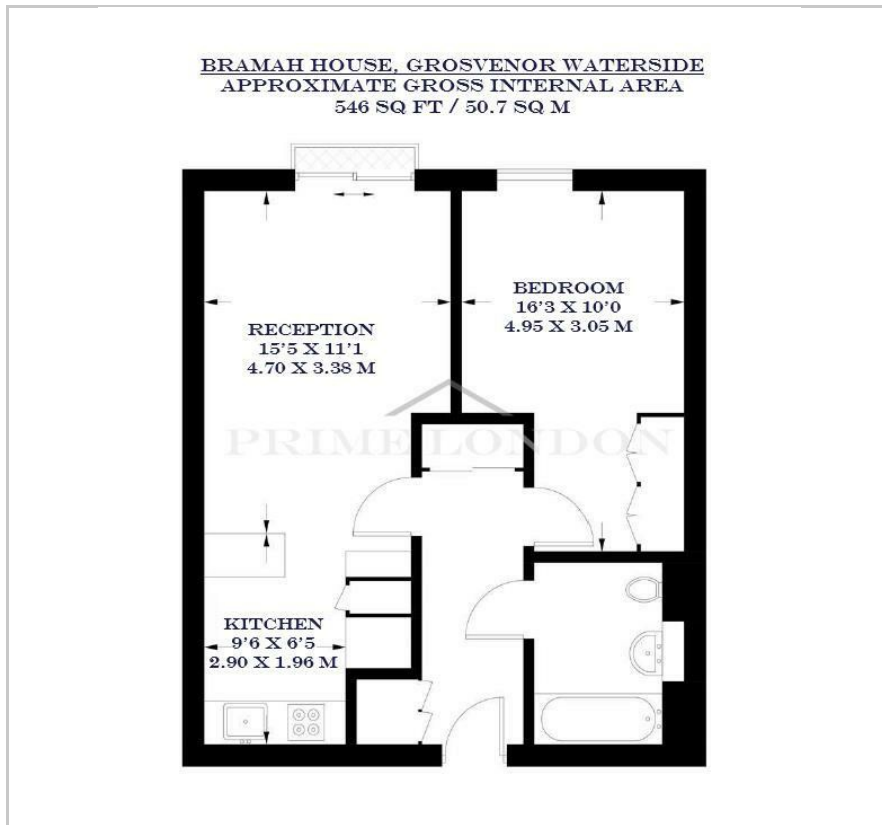 BRAMAH HOUSE, GROSVENOR WATERSIDE
APPROXIMATE GROSS INTERNAL AREA
546 SQ FT / 50.7 SQ M
BEDROOM
16'3 X 10'0
4.95 X 3.05 M
RECEPTION
15'5 X 11'1
4.70 X 3.38 M
PRIME LONDON
KITCHEN
9'6 X 6'5
2.90 X 1.96 M